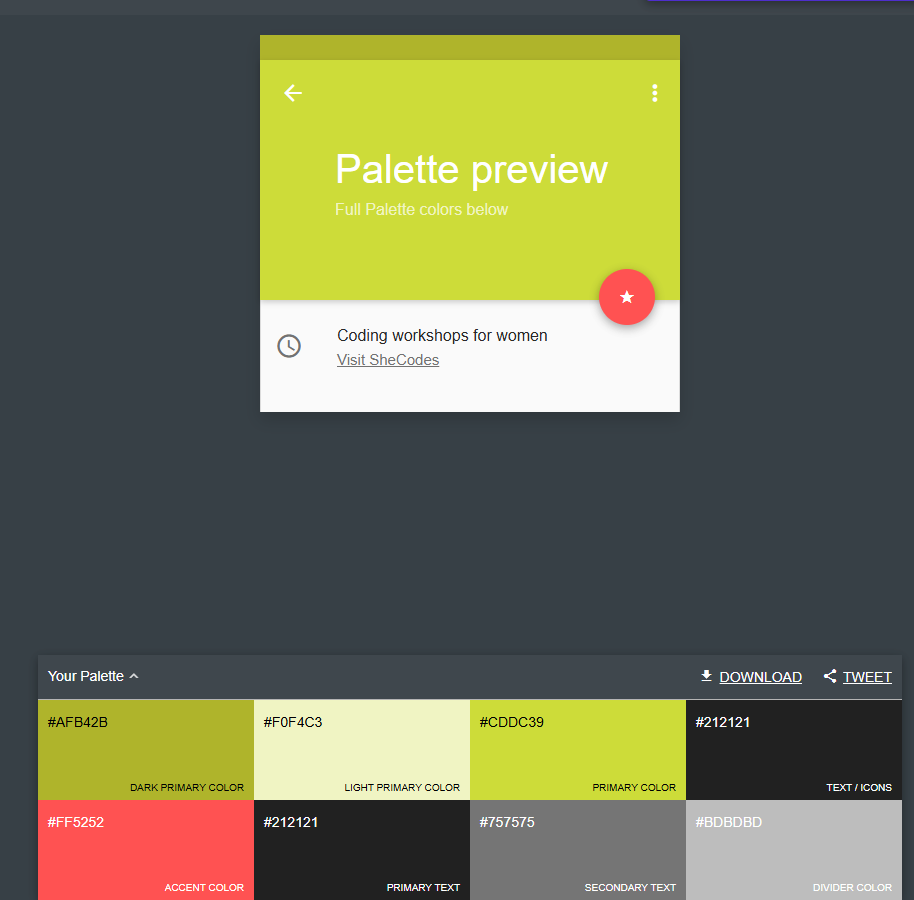 Palette preview
Full Palette colors below
Coding workshops for women
Visit SheCodes
Your Palette DOWNLOAD TWEET
#AFB42B #F0F4C3 #CDDC39 #212121
DARK PRIMARY COLOR LIGHT PRIMARY COLOR PRIMARY COLOR TEXT / ICONS
#FF5252 #212121 #757575 #BDBDBD
ACCENT COLOR PRIMARY TEXT SECONDARY TEXT DIVIDER COLOR